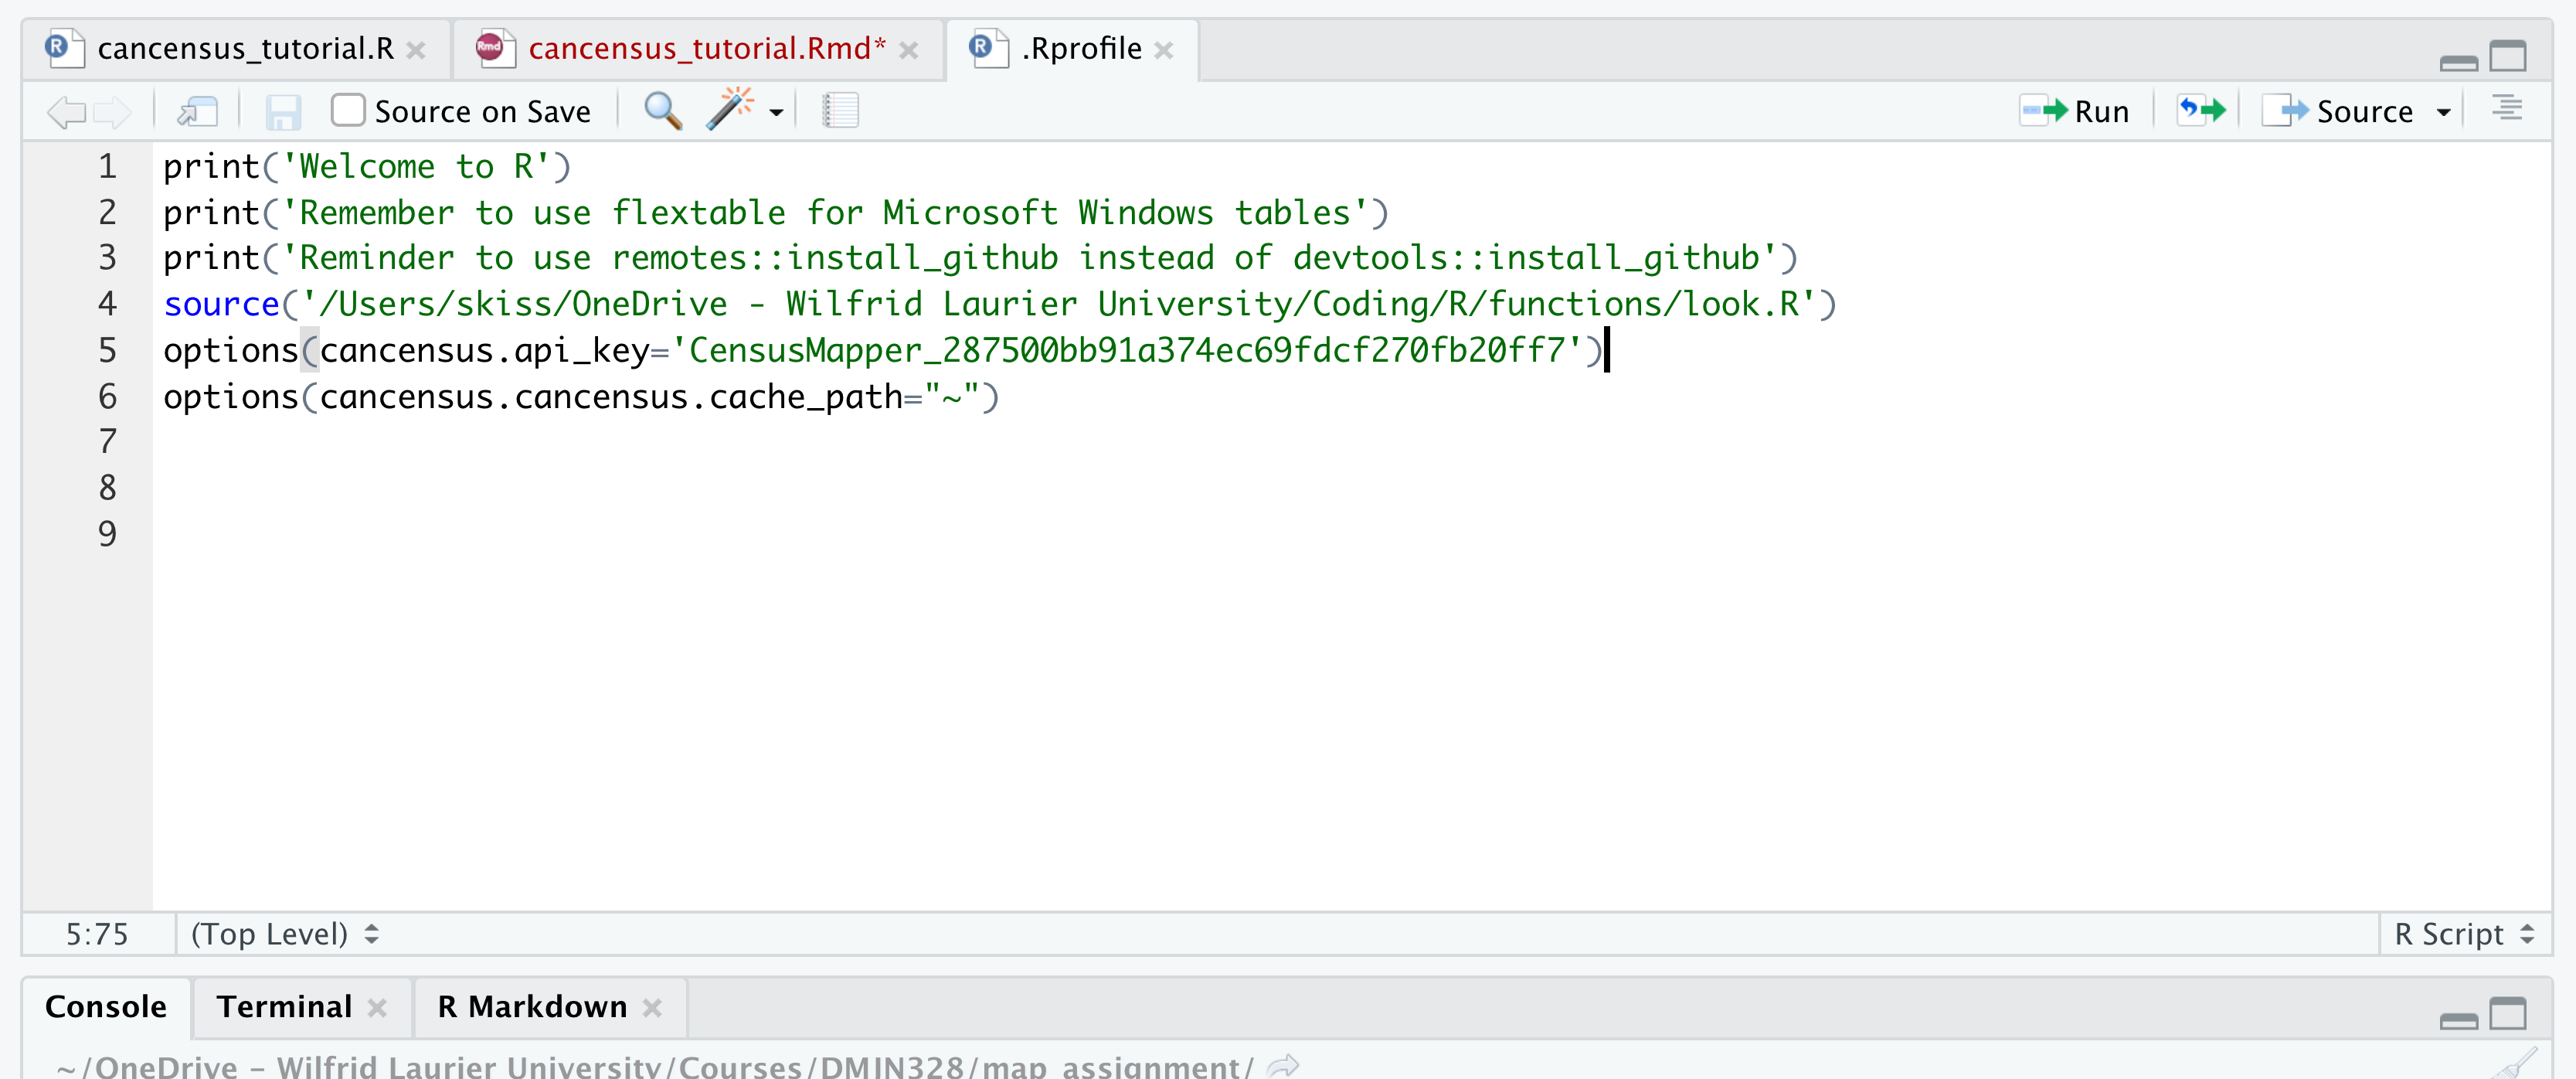 cancensus_tutorial.R
cancensus_tutorial.Rmd*
.Rprofile
Source on Save
Run
Source
1 print('Welcome to R')
2 print('Remember to use flextable for Microsoft Windows tables')
3 print('Reminder to use remotes::install_github instead of devtools::install_github')
4 source('/Users/skiss/OneDrive - Wilfrid Laurier University/Coding/R/functions/look.R')
5 options(cancensus.api_key='CensusMapper_287500bb91a374ec69fdcf270fb20ff7')
6 options(cancensus.cancensus.cache_path="~")
7
8
9
5:75 (Top Level) R Script
Console Terminal R Markdown
~/OneDrive - Wilfrid Laurier University/Courses/DMJN328/map_assignment/